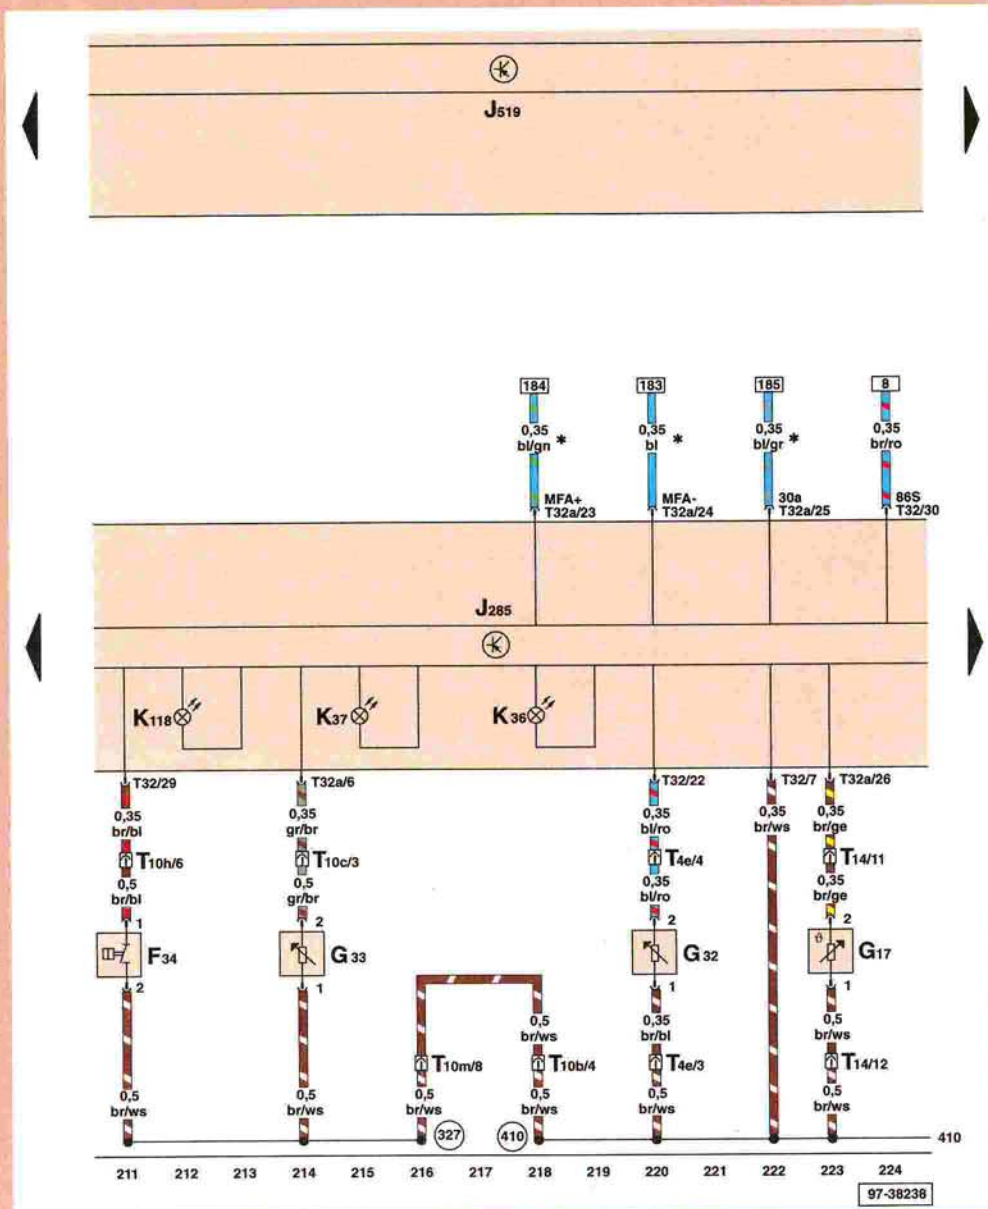 J519
184 183 185 8
0,35 0,35 0,35 0,35
bl/gn * bl * bl/gr * br/ro
MFA+ MFA- 30a 86S
T32a/23 T32a/24 T32a/25 T32/30
J285
K118 K37 K36
T32/29 T32a/6 T32/22 T32/7 T32a/26
0,35 0,35 0,35 0,35 0,35
br/bl gr/br bl/ro br/ws br/ge
T10h/6 T10c/3 T4e/4 T14/11
0,5 0,5 0,35 0,35
br/bl gr/br bl/ro br/ge
1 2 2 2
F34 G33 G32 ϑ G17
2 1 1 1
0,5 0,35 0,5
br/ws br/bl br/ws
T10m/8 T10b/4 T4e/3 T14/12
0,5 0,5 0,5 0,5 0,5 0,5
br/ws br/ws br/ws br/ws br/ws br/ws
327 410 410
211 212 213 214 215 216 217 218 219 220 221 222 223 224
97-38238